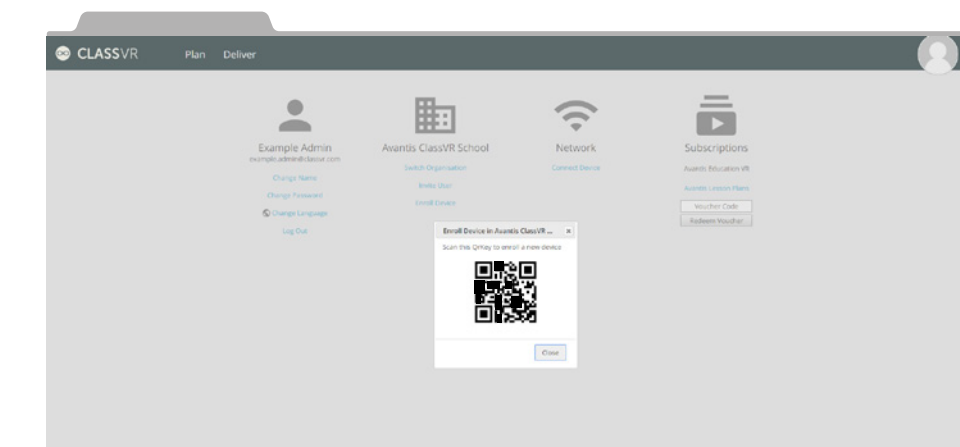 CLASSVR Plan Deliver
Example Admin
example.admin@classvr.com
Change Name
Change Password
Change Language
Log Out
Avantis ClassVR School
Switch Organisation
Invite User
Enroll Device
Network
Connect Device
Subscriptions
Avantis Education VR
Avantis Lesson Plans
Voucher Code
Redeem Voucher
Enroll Device in Avantis ClassVR ... x
Scan this QrKey to enroll a new device
Close